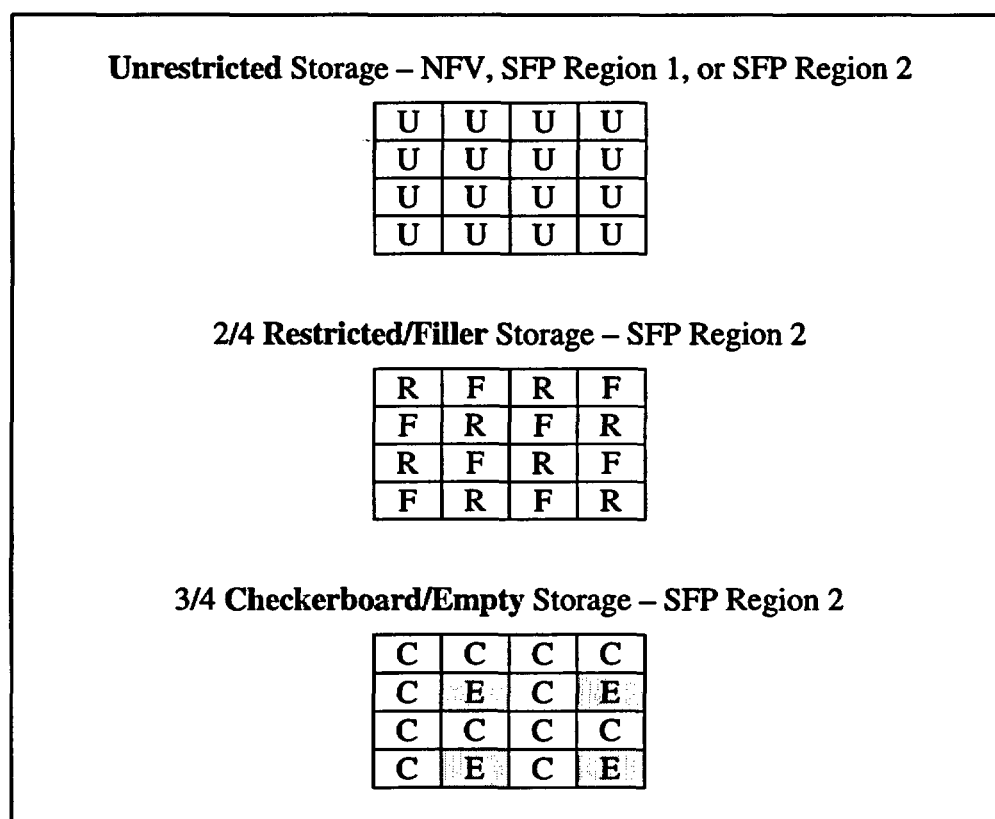 Unrestricted Storage – NFV, SFP Region 1, or SFP Region 2
U U U U
U U U U
U U U U
U U U U
2/4 Restricted/Filler Storage – SFP Region 2
R F R F
F R F R
R F R F
F R F R
3/4 Checkerboard/Empty Storage – SFP Region 2
C C C C
C E C E
C C C C
C E C E